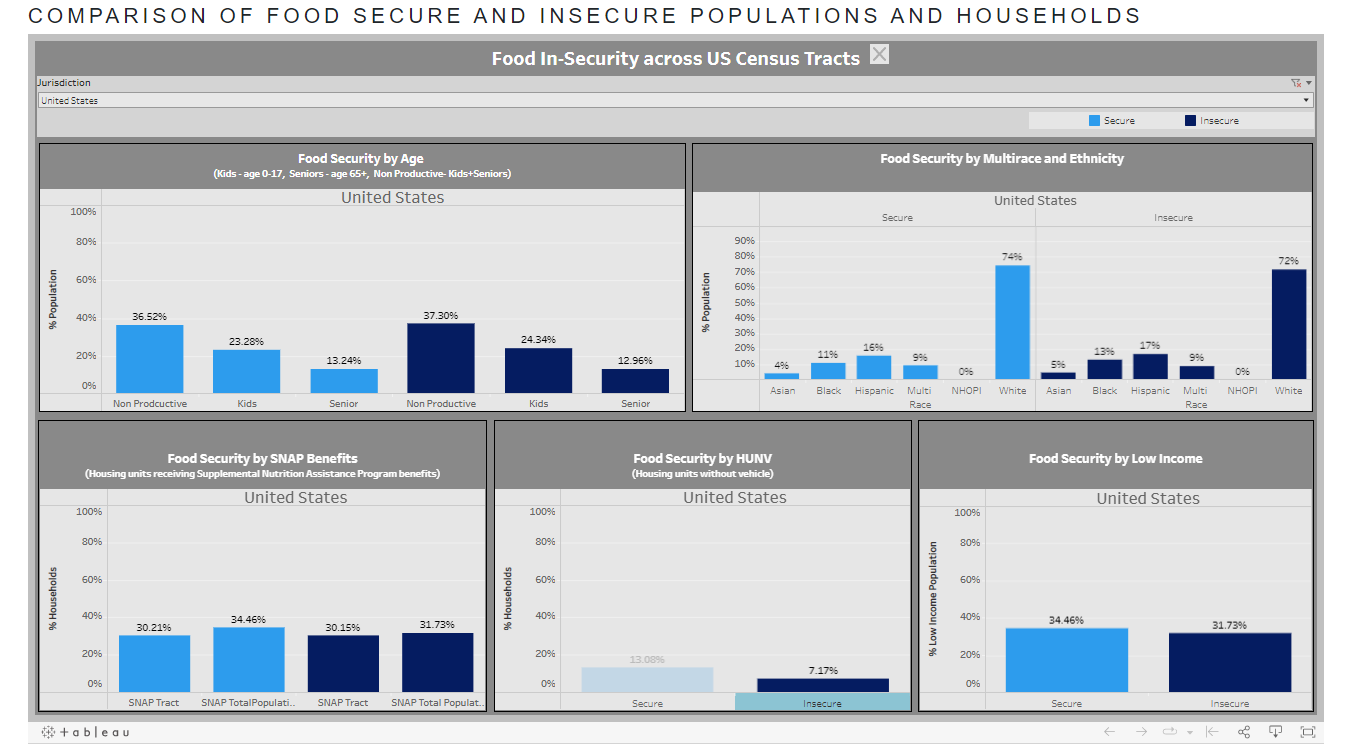 COMPARISON OF FOOD SECURE AND INSECURE POPULATIONS AND HOUSEHOLDS
Food In-Security across US Census Tracts
Jurisdiction
United States
Secure Insecure
Food Security by Age
(Kids - age 0-17, Seniors - age 65+, Non Productive- Kids+Seniors)
United States
% Population
100%
80%
60%
40%
20%
0%
36.52% 23.28% 13.24% 37.30% 24.34% 12.96%
Non Prodcuctive Kids Senior Non Productive Kids Senior
Food Security by Multirace and Ethnicity
United States
Secure Insecure
% Population
90%
80%
70%
60%
50%
40%
30%
20%
10%
4% 11% 16% 9% 0% 74% 5% 13% 17% 9% 0% 72%
Asian Black Hispanic Multi Race NHOPI White Asian Black Hispanic Multi Race NHOPI White
Food Security by SNAP Benefits
(Housing units receiving Supplemental Nutrition Assistance Program benefits)
United States
% Households
100%
80%
60%
40%
20%
0%
30.21% 34.46% 30.15% 31.73%
SNAP Tract SNAP TotalPopulati.. SNAP Tract SNAP Total Populat..
Food Security by HUNV
(Housing units without vehicle)
United States
% Households
100%
80%
60%
40%
20%
0%
13.08% 7.17%
Secure Insecure
Food Security by Low Income
United States
% Low Income Population
100%
80%
60%
40%
20%
0%
34.46% 31.73%
Secure Insecure
+ableau